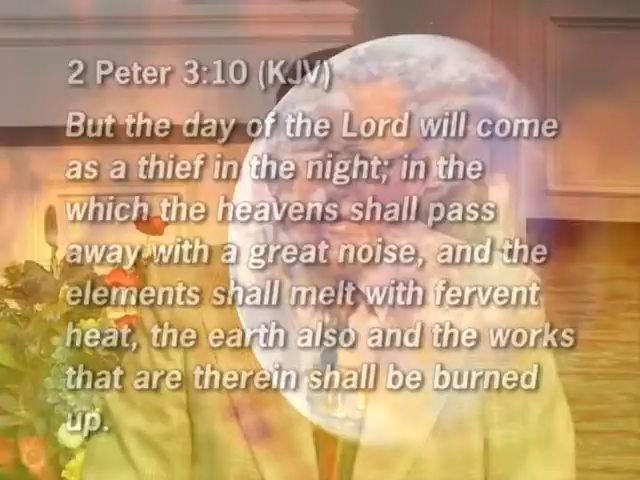 2 Peter 3:10 (KJV)
But the day of the Lord will come
as a thief in the night; in the
which the heavens shall pass
away with a great noise, and the
elements shall melt with fervent
heat, the earth also and the works
that are therein shall be burned
up.